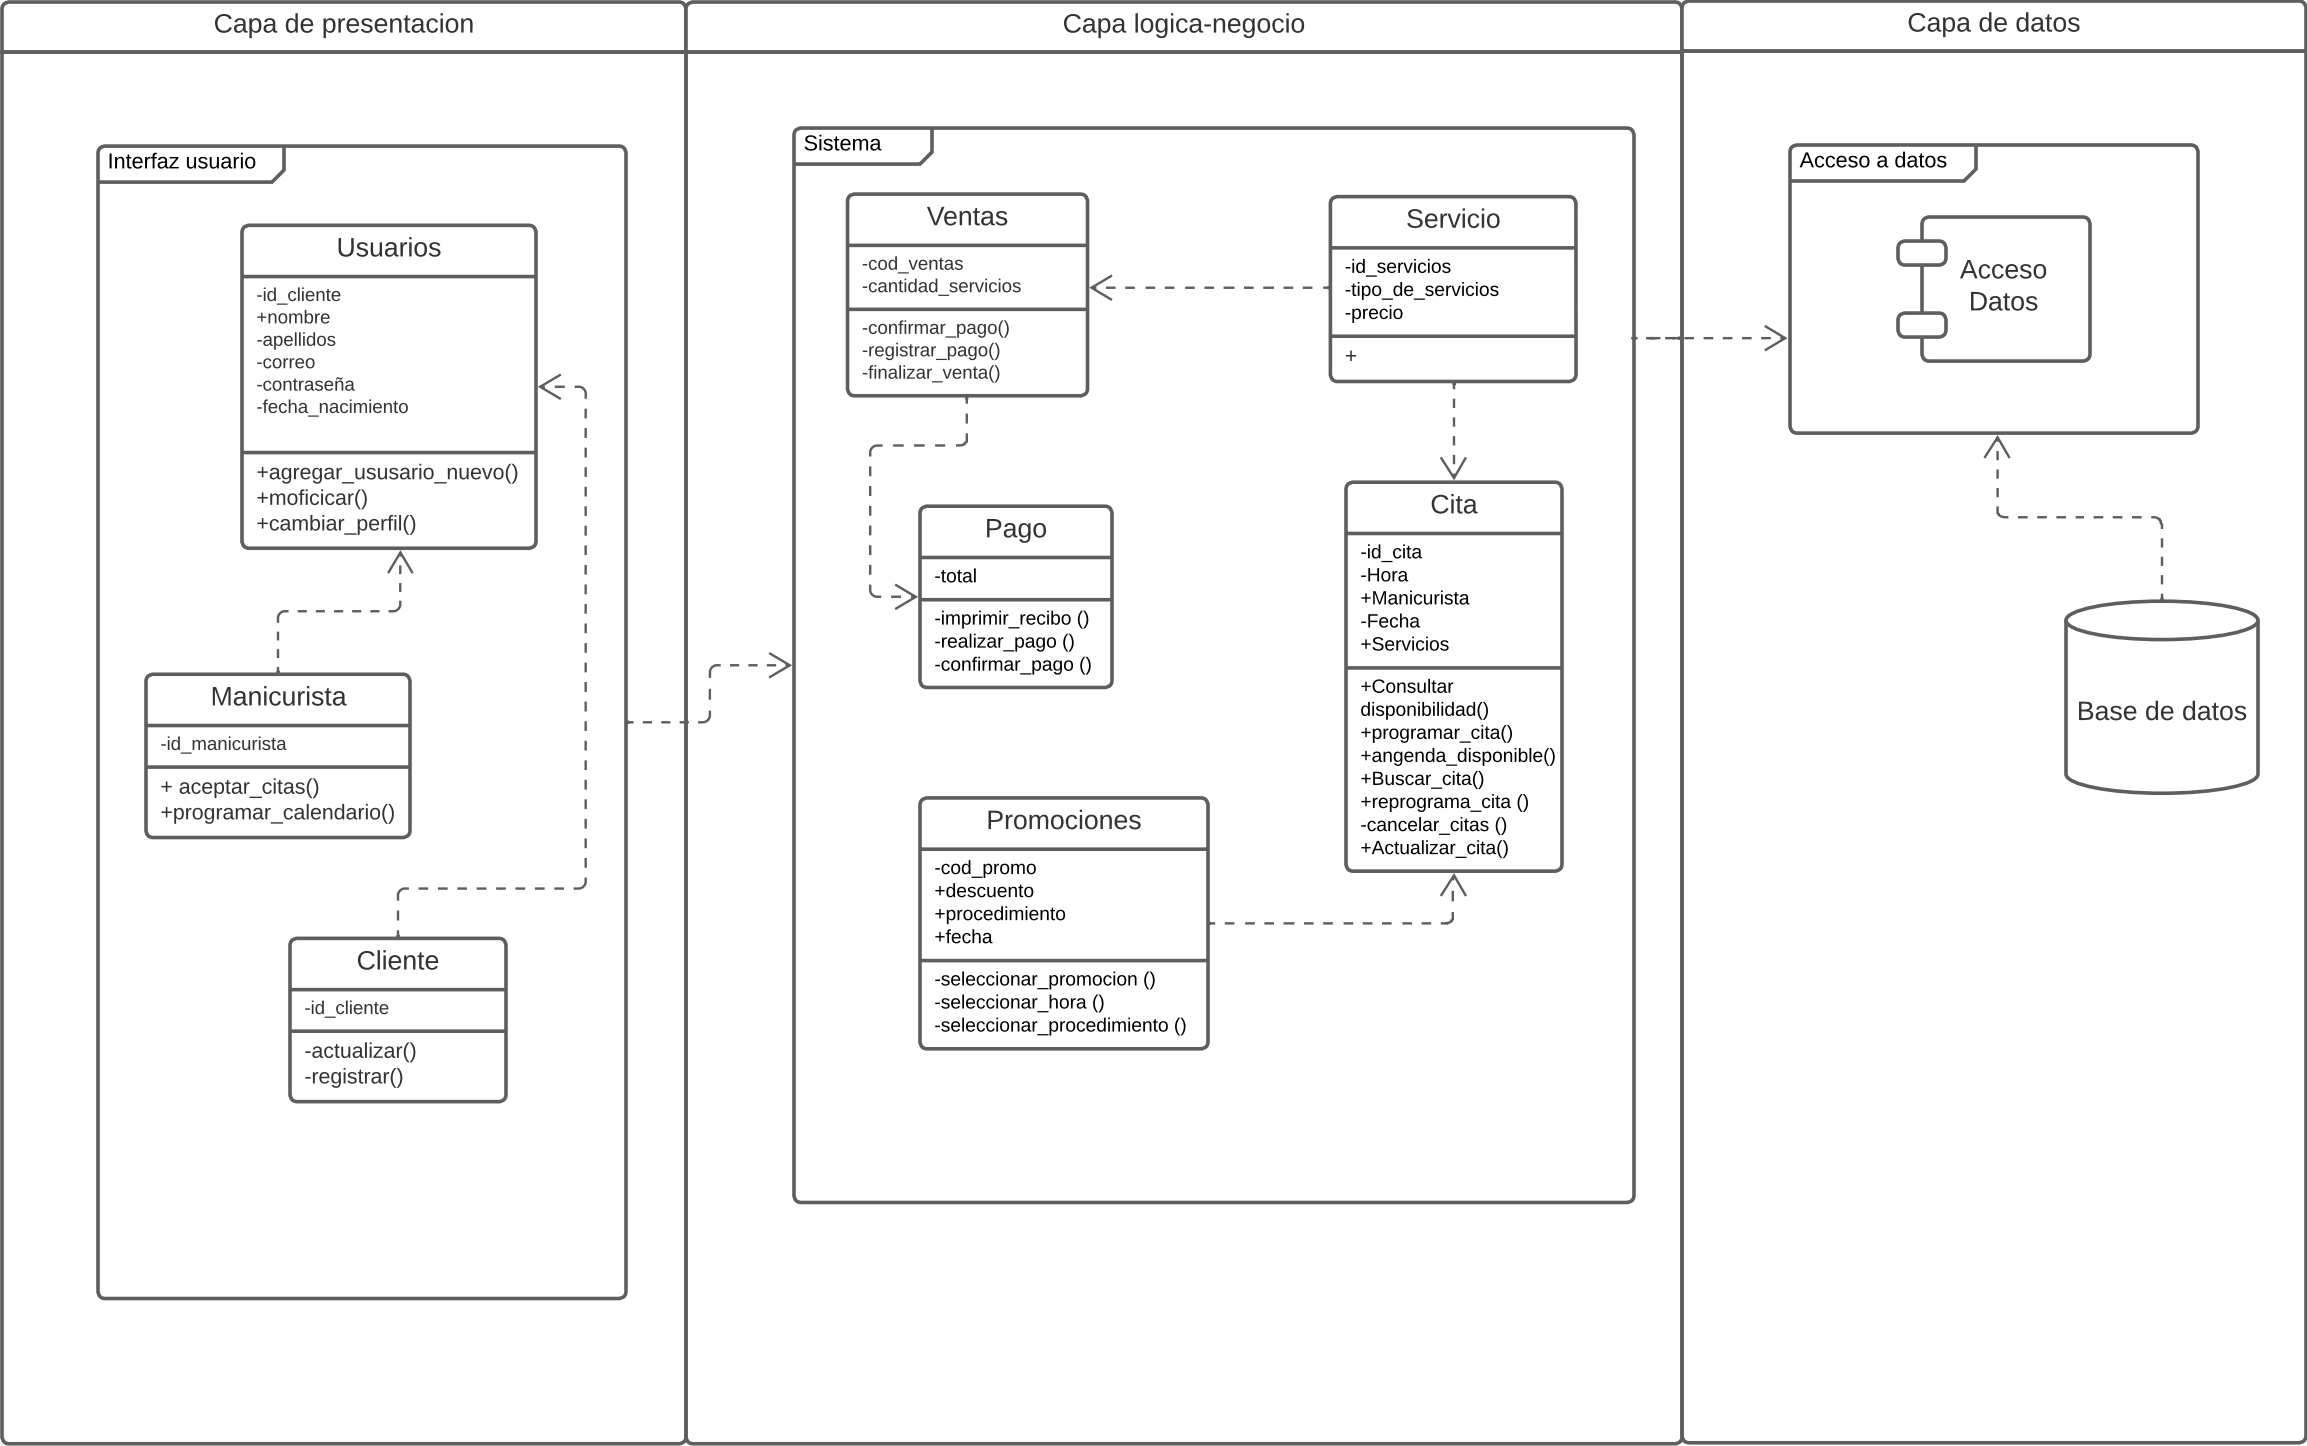 Capa de presentacion
Interfaz usuario
Usuarios
-id_cliente
+nombre
-apellidos
-correo
-contraseña
-fecha_nacimiento
+agregar_ususario_nuevo()
+moficicar()
+cambiar_perfil()
Manicurista
-id_manicurista
+ aceptar_citas()
+programar_calendario()
Cliente
-id_cliente
-actualizar()
-registrar()
Capa logica-negocio
Sistema
Ventas
-cod_ventas
-cantidad_servicios
-confirmar_pago()
-registrar_pago()
-finalizar_venta()
Servicio
-id_servicios
-tipo_de_servicios
-precio
+
Pago
-total
-imprimir_recibo ()
-realizar_pago ()
-confirmar_pago ()
Cita
-id_cita
-Hora
+Manicurista
-Fecha
+Servicios
+Consultar
disponibilidad()
+programar_cita()
+angenda_disponible()
+Buscar_cita()
+reprograma_cita ()
-cancelar_citas ()
+Actualizar_cita()
Promociones
-cod_promo
+descuento
+procedimiento
+fecha
-seleccionar_promocion ()
-seleccionar_hora ()
-seleccionar_procedimiento ()
Capa de datos
Acceso a datos
Acceso
Datos
Base de datos